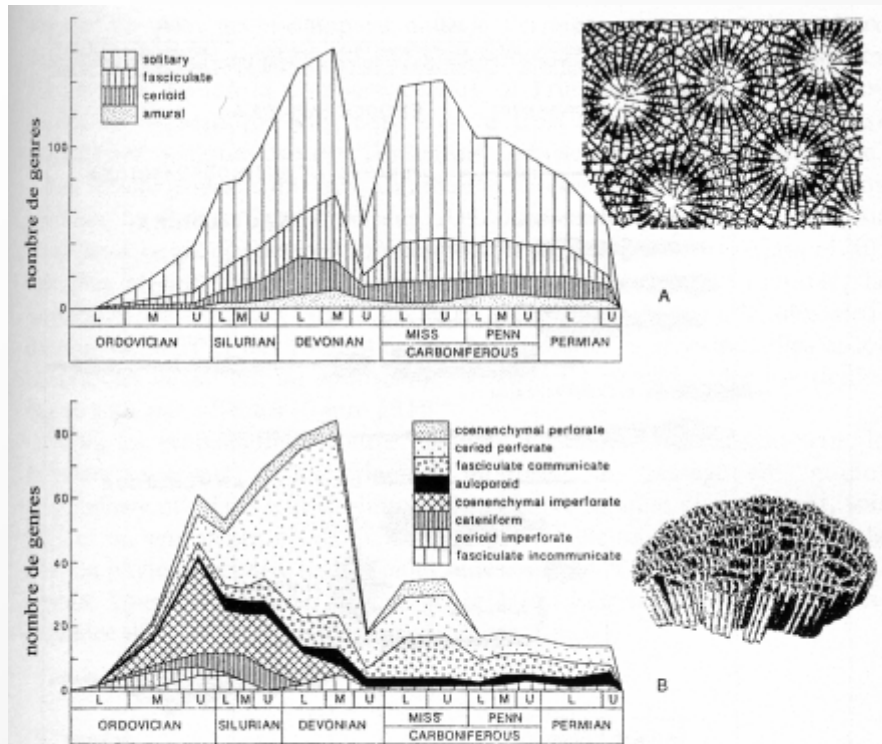 solitary
fasciculate
cerioid
amural
nombre de genres
100
0
L M U L M U L M U L U L M U L U
ORDOVICIAN SILURIAN DEVONIAN MISS PENN PERMIAN
CARBONIFEROUS
A
coenenchymal perforate
ceriod perforate
fasciculate communicate
auloporoid
coenenchymal imperforate
cateniform
cerioid imperforate
fasciculate incommunicate
nombre de genres
80
60
40
20
0
L M U L M U L M U L U L M U L U
ORDOVICIAN SILURIAN DEVONIAN MISS PENN PERMIAN
CARBONIFEROUS
B